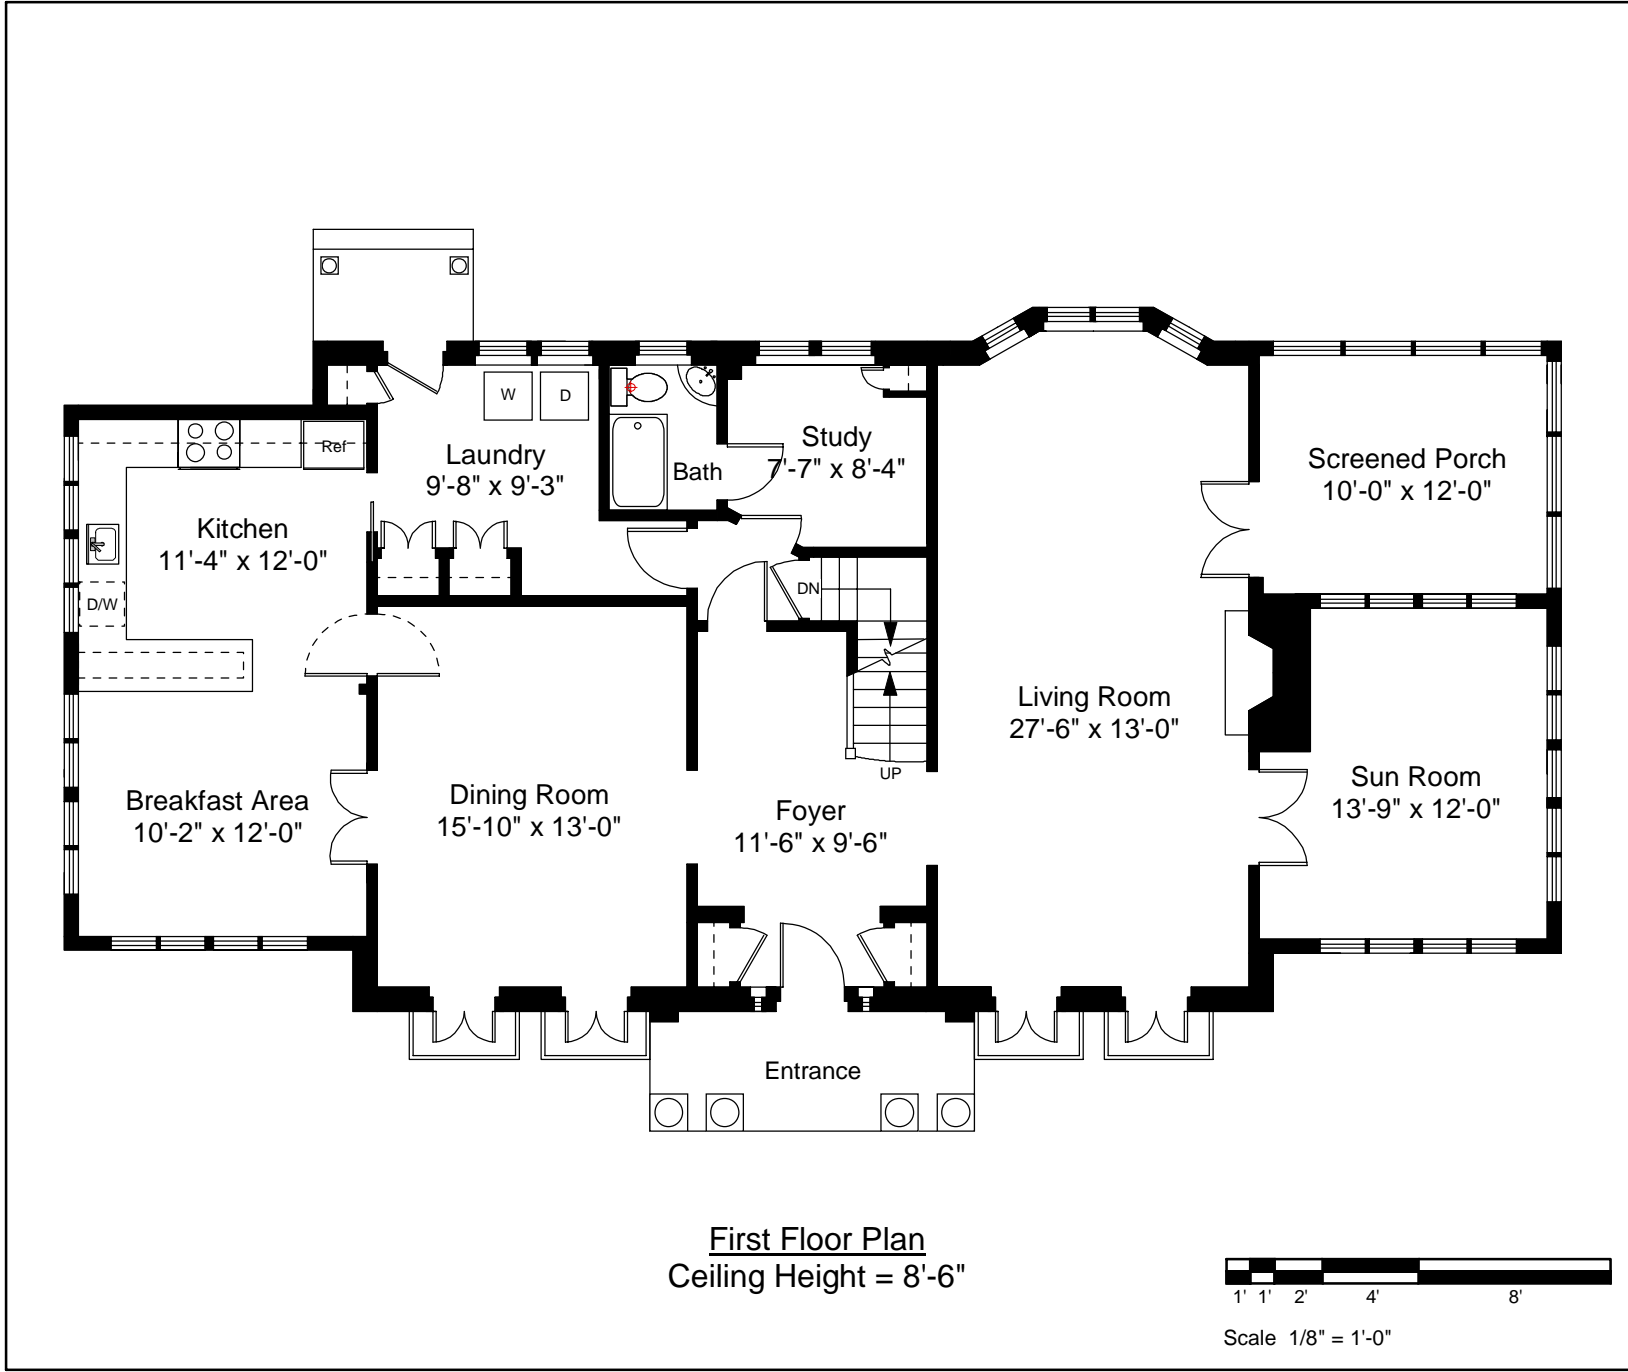 W
D
Ref
Laundry
9'-8" x 9'-3"
Bath
Study
7'-7" x 8'-4"
Screened Porch
10'-0" x 12'-0"
Kitchen
11'-4" x 12'-0"
D/W
DN
Living Room
27'-6" x 13'-0"
UP
Sun Room
13'-9" x 12'-0"
Breakfast Area
10'-2" x 12'-0"
Dining Room
15'-10" x 13'-0"
Foyer
11'-6" x 9'-6"
Entrance
First Floor Plan
Ceiling Height = 8'-6"
1' 1' 2' 4' 8'
Scale 1/8" = 1'-0"